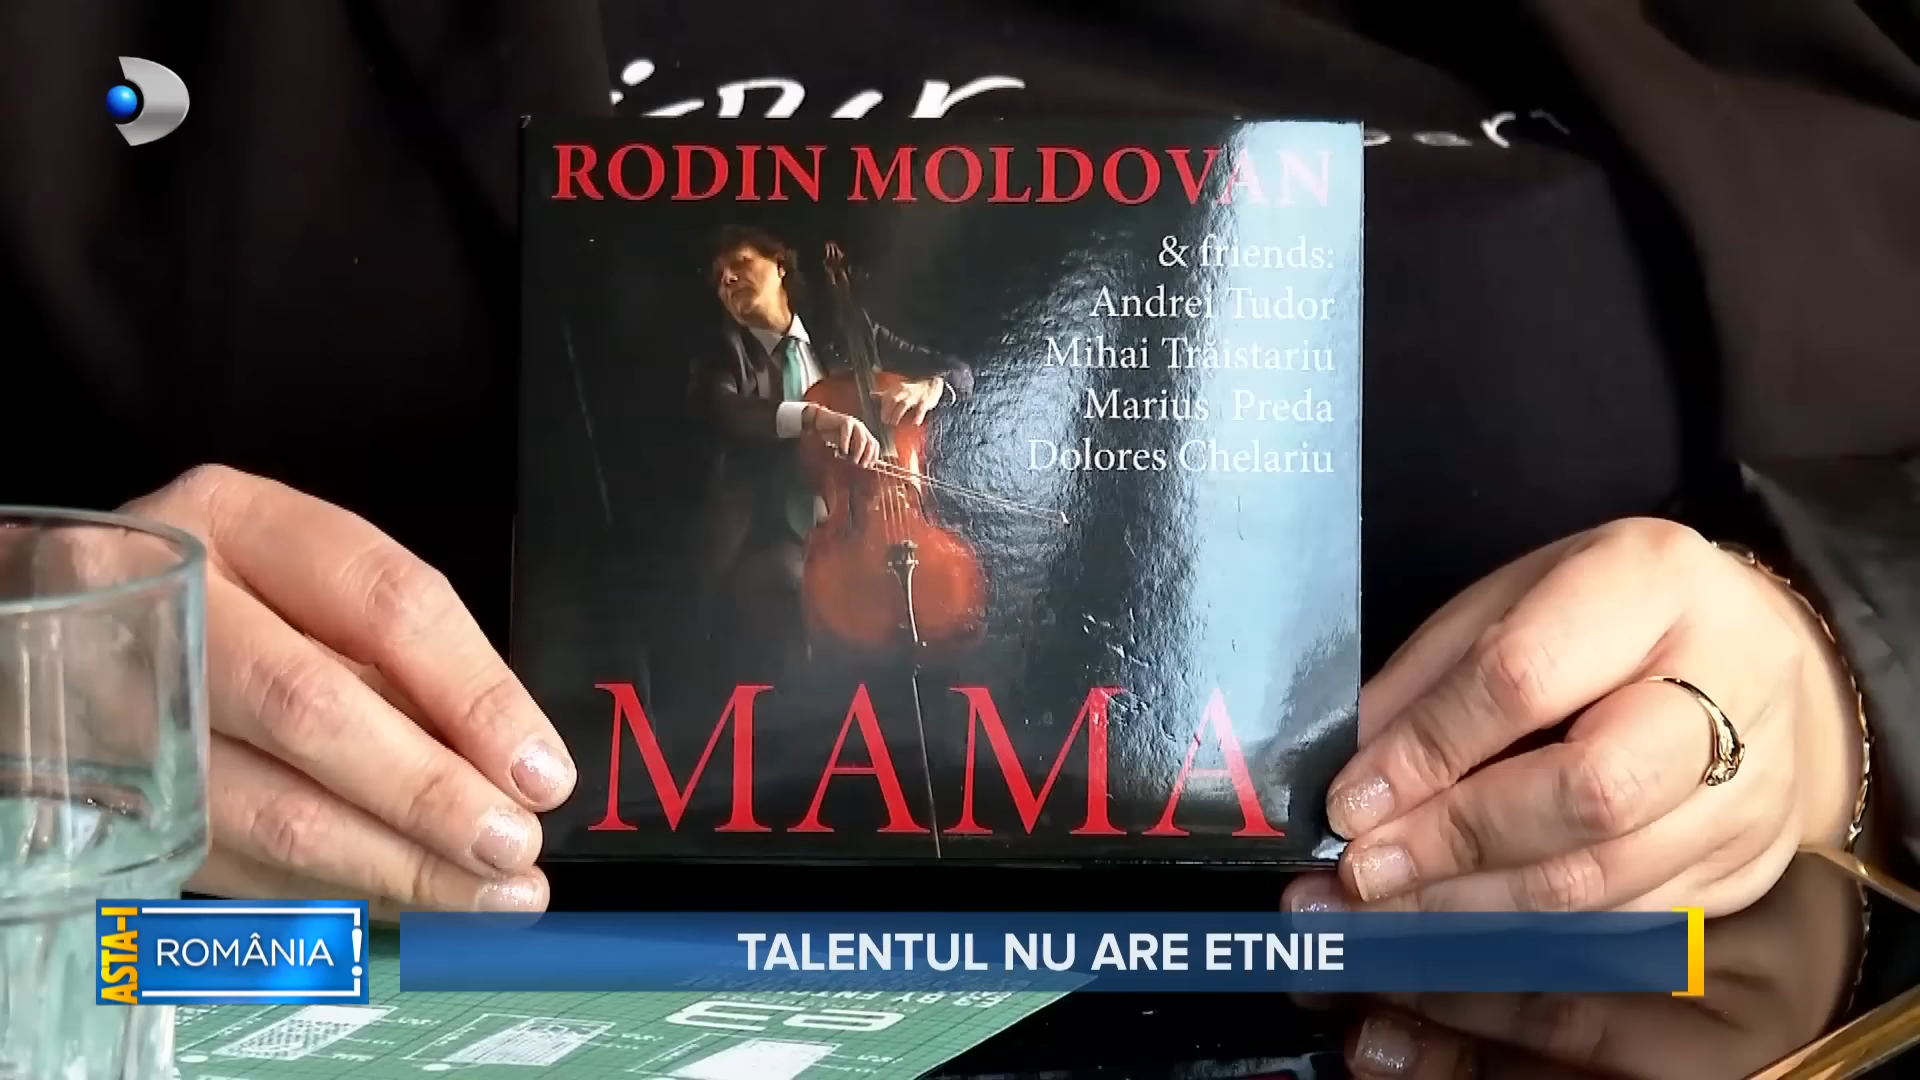 RODIN MOLDOVAN
& friends:
Andrei Tudor
Mihai Trăistariu
Marius Preda
Dolores Chelariu
MAMA
ASTA-I
ROMÂNIA!
TALENTUL NU ARE ETNIE